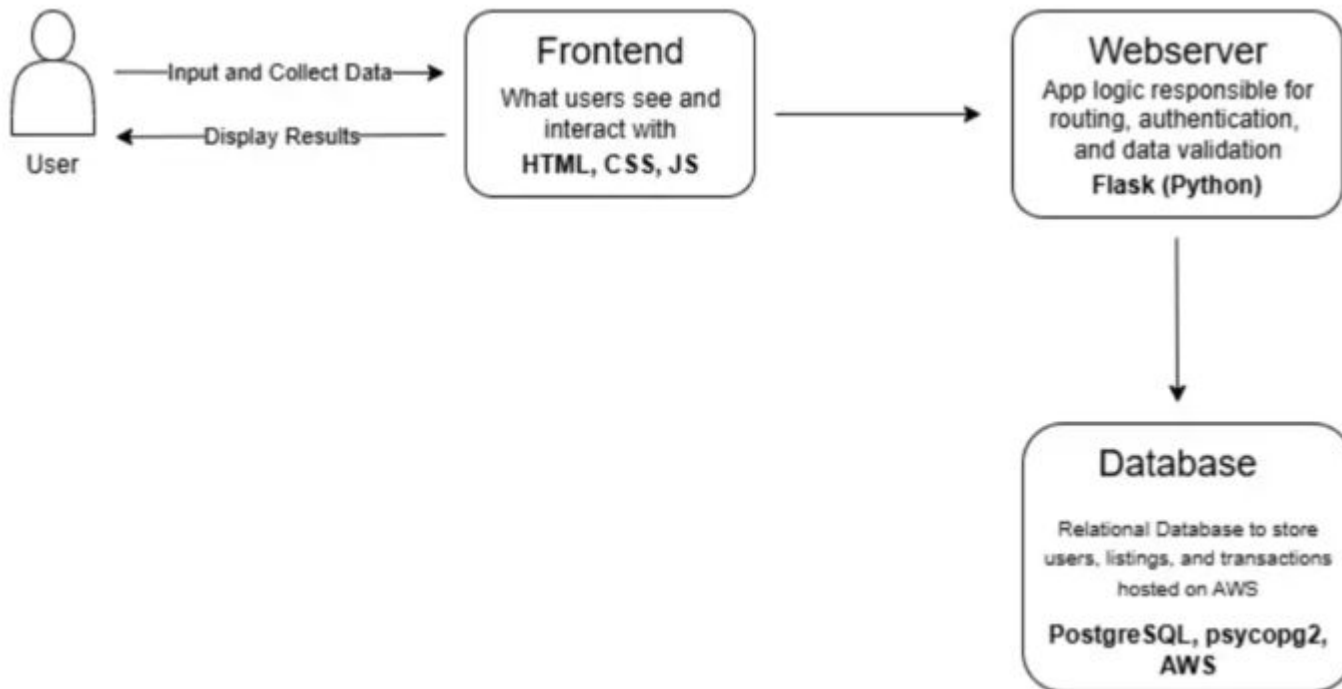 Input and Collect Data
Display Results
User
Frontend
What users see and
interact with
HTML, CSS, JS
Webserver
App logic responsible for
routing, authentication,
and data validation
Flask (Python)
Database
Relational Database to store
users, listings, and transactions
hosted on AWS
PostgreSQL, psycopg2,
AWS